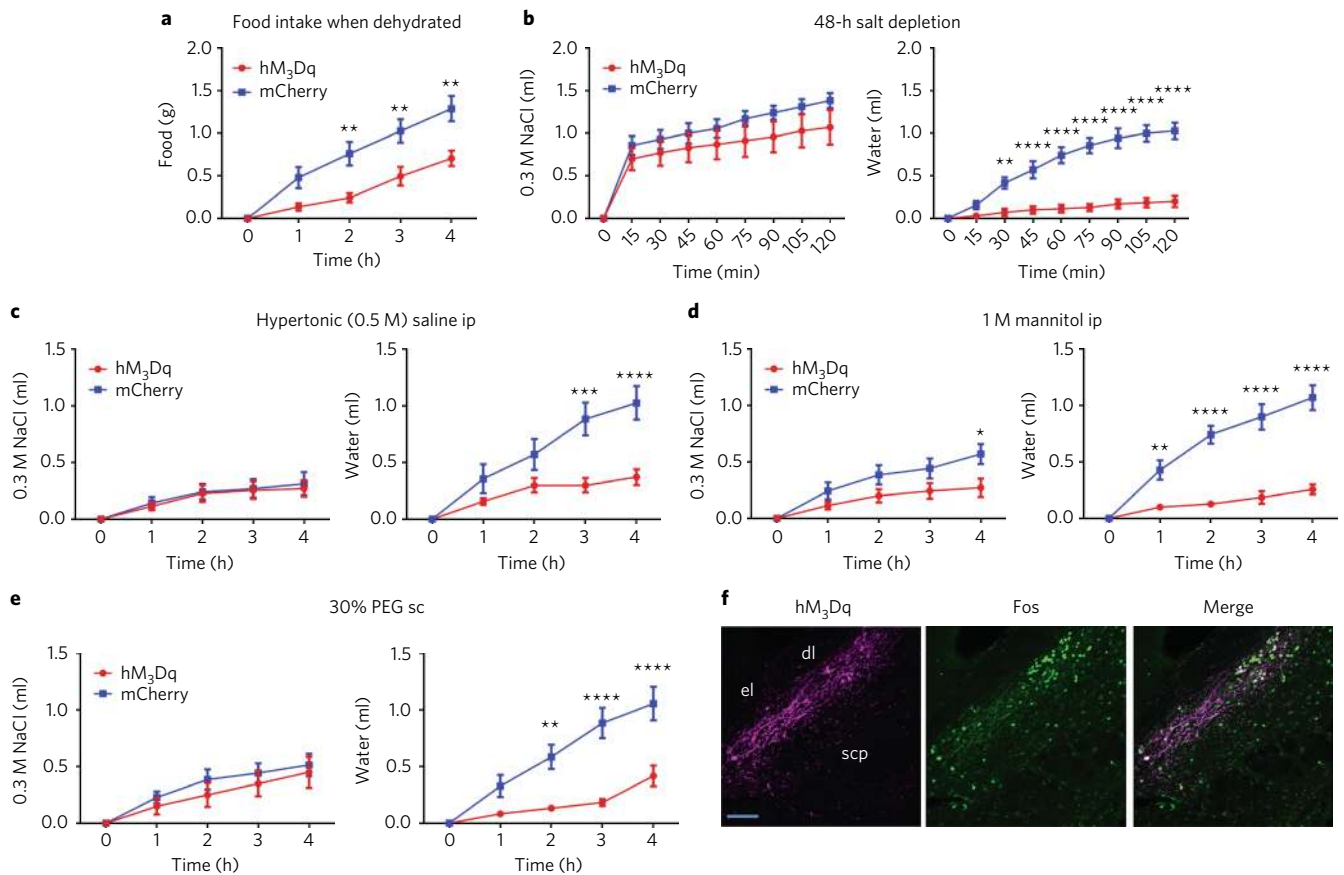 a
Food intake when dehydrated
2.0
1.5
1.0
0.5
0.0
Food (g)
hM3Dq
mCherry
**
**
**
0 1 2 3 4
Time (h)
b
48-h salt depletion
2.0
1.5
1.0
0.5
0.0
0.3 M NaCl (ml)
hM3Dq
mCherry
0 15 30 45 60 75 90 105 120
Time (min)
2.0
1.5
1.0
0.5
0.0
Water (ml)
**
****
****
****
****
****
****
0 15 30 45 60 75 90 105 120
Time (min)
c
Hypertonic (0.5 M) saline ip
1.5
1.0
0.5
0.0
0.3 M NaCl (ml)
hM3Dq
mCherry
0 1 2 3 4
Time (h)
1.5
1.0
0.5
0.0
Water (ml)
***
****
0 1 2 3 4
Time (h)
d
1 M mannitol ip
1.5
1.0
0.5
0.0
0.3 M NaCl (ml)
hM3Dq
mCherry
*
0 1 2 3 4
Time (h)
1.5
1.0
0.5
0.0
Water (ml)
**
****
****
****
0 1 2 3 4
Time (h)
e
30% PEG sc
1.5
1.0
0.5
0.0
0.3 M NaCl (ml)
hM3Dq
mCherry
0 1 2 3 4
Time (h)
1.5
1.0
0.5
0.0
Water (ml)
**
****
****
0 1 2 3 4
Time (h)
f
hM3Dq
Fos
Merge
dl
el
scp